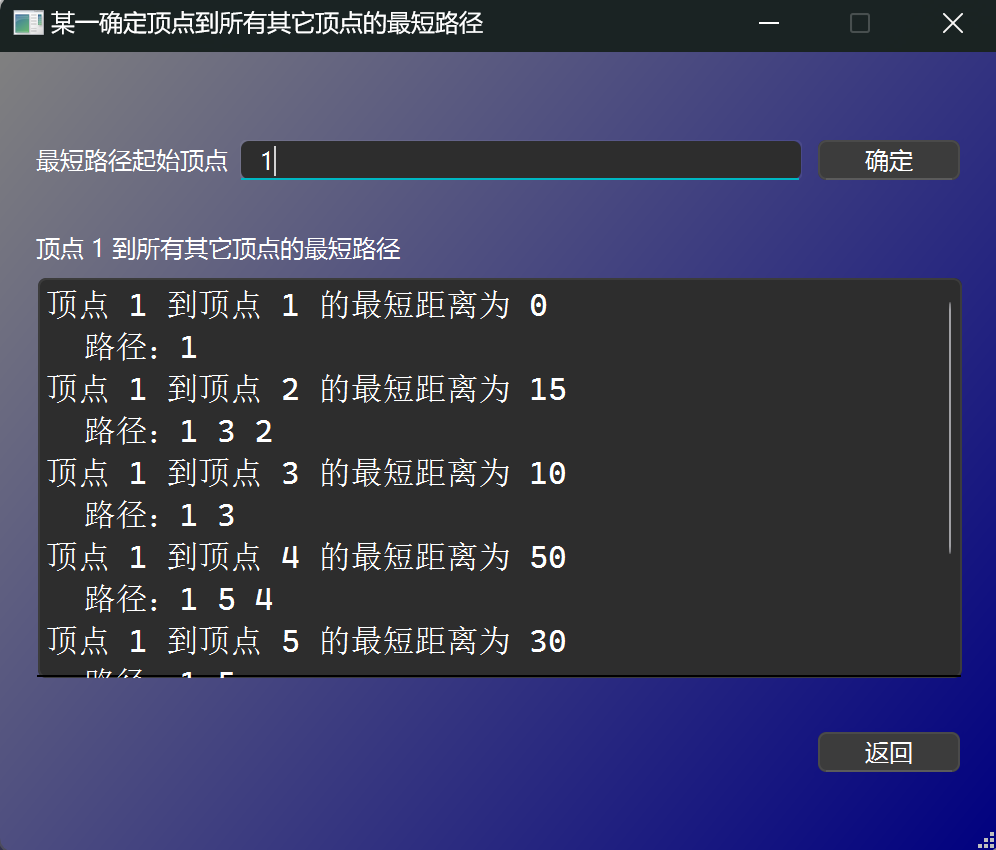 某一确定顶点到所有其它顶点的最短路径
最短路径起始顶点 1 确定
顶点 1 到所有其它顶点的最短路径
顶点 1 到顶点 1 的最短距离为 0
路径：1
顶点 1 到顶点 2 的最短距离为 15
路径：1 3 2
顶点 1 到顶点 3 的最短距离为 10
路径：1 3
顶点 1 到顶点 4 的最短距离为 50
路径：1 5 4
顶点 1 到顶点 5 的最短距离为 30
路径：1 5
返回